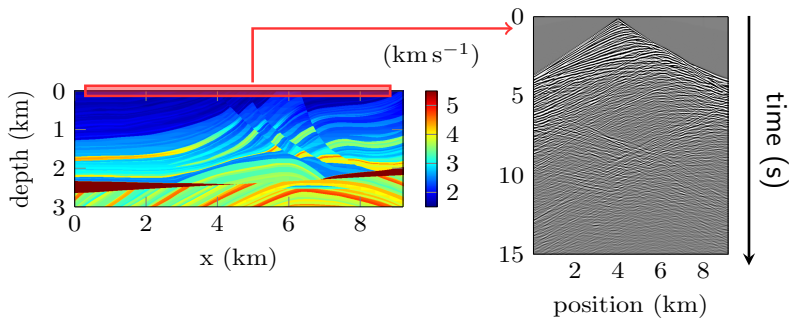 (km s⁻¹)
depth (km)
0
1
2
3
0 2 4 6 8
x (km)
5
4
3
2
0
5
10
15
2 4 6 8
position (km)
time (s)